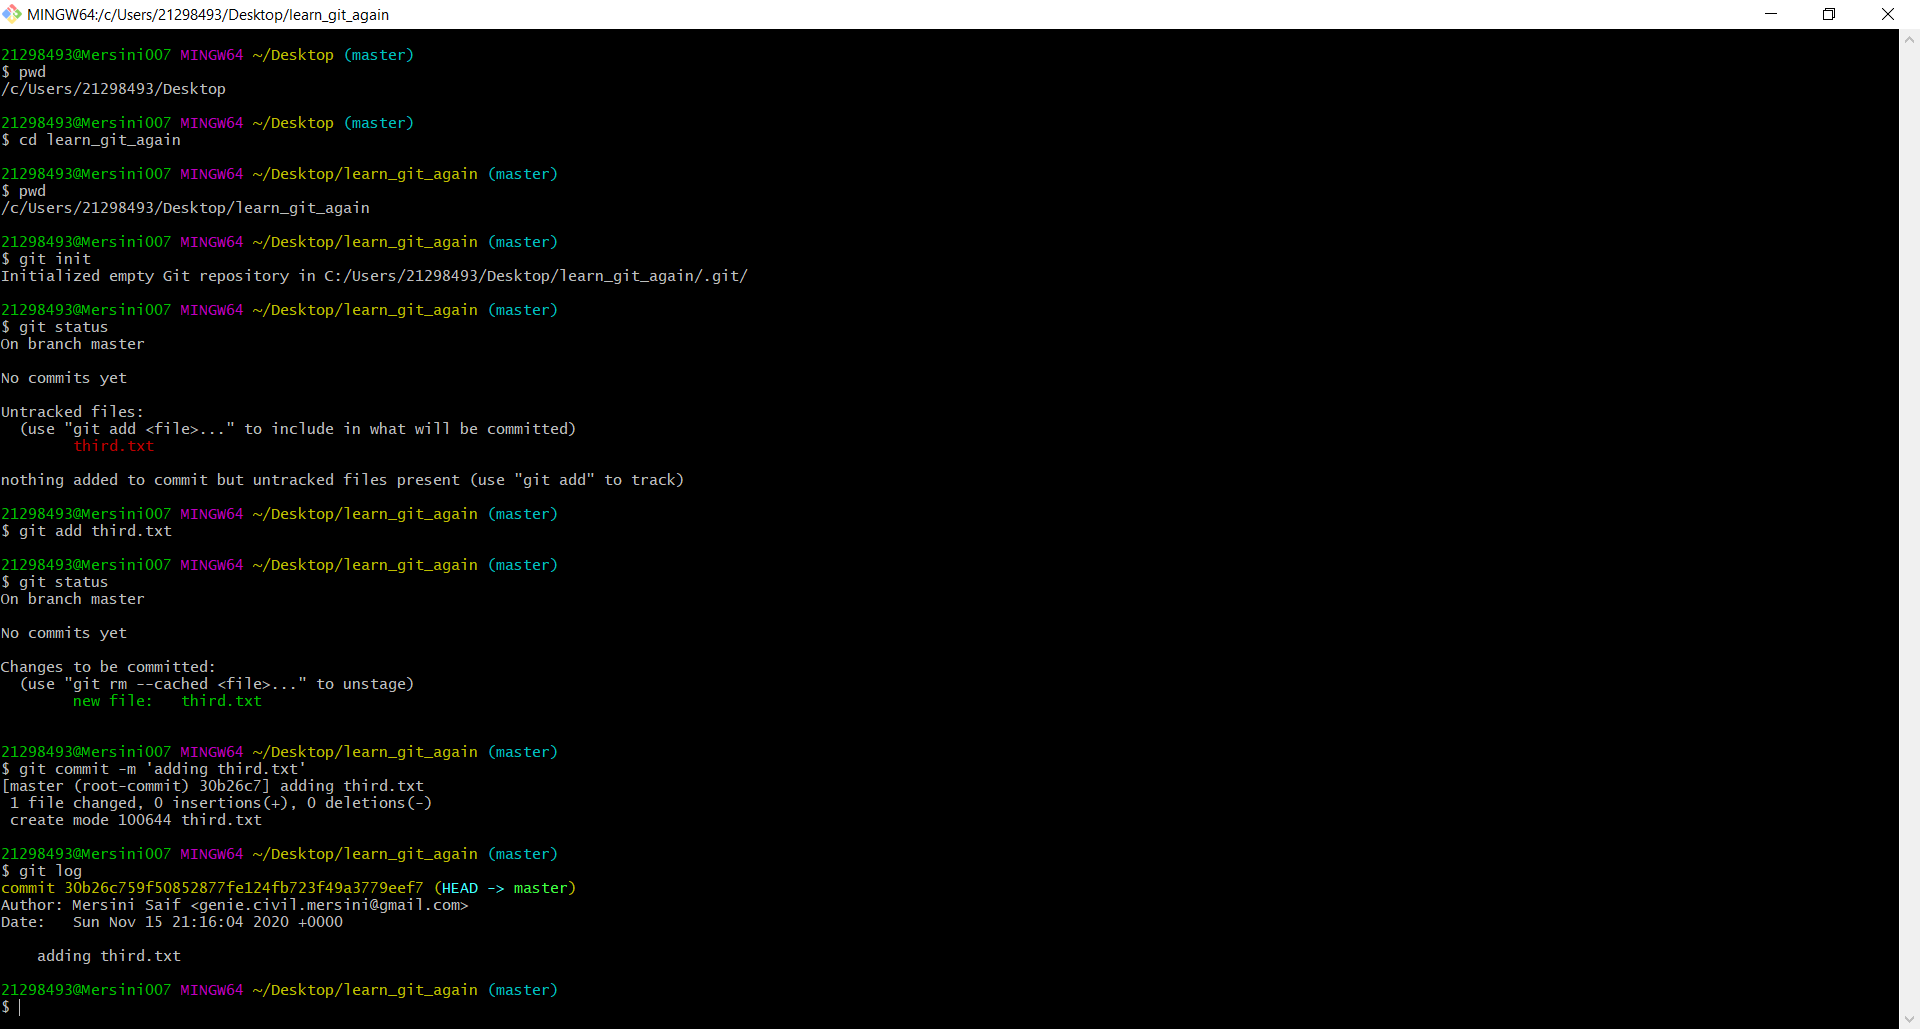 MINGW64:/c/Users/21298493/Desktop/learn_git_again
21298493@Mersini007 MINGW64 ~/Desktop (master)
$ pwd
/c/Users/21298493/Desktop
21298493@Mersini007 MINGW64 ~/Desktop (master)
$ cd learn_git_again
21298493@Mersini007 MINGW64 ~/Desktop/learn_git_again (master)
$ pwd
/c/Users/21298493/Desktop/learn_git_again
21298493@Mersini007 MINGW64 ~/Desktop/learn_git_again (master)
$ git init
Initialized empty Git repository in C:/Users/21298493/Desktop/learn_git_again/.git/
21298493@Mersini007 MINGW64 ~/Desktop/learn_git_again (master)
$ git status
On branch master
No commits yet
Untracked files:
  (use "git add <file>..." to include in what will be committed)
        third.txt
nothing added to commit but untracked files present (use "git add" to track)
21298493@Mersini007 MINGW64 ~/Desktop/learn_git_again (master)
$ git add third.txt
21298493@Mersini007 MINGW64 ~/Desktop/learn_git_again (master)
$ git status
On branch master
No commits yet
Changes to be committed:
  (use "git rm --cached <file>..." to unstage)
        new file:   third.txt
21298493@Mersini007 MINGW64 ~/Desktop/learn_git_again (master)
$ git commit -m 'adding third.txt'
[master (root-commit) 30b26c7] adding third.txt
 1 file changed, 0 insertions(+), 0 deletions(-)
 create mode 100644 third.txt
21298493@Mersini007 MINGW64 ~/Desktop/learn_git_again (master)
$ git log
commit 30b26c759f50852877fe124fb723f49a3779eef7 (HEAD -> master)
Author: Mersini Saif <genie.civil.mersini@gmail.com>
Date:   Sun Nov 15 21:16:04 2020 +0000
    adding third.txt
21298493@Mersini007 MINGW64 ~/Desktop/learn_git_again (master)
$